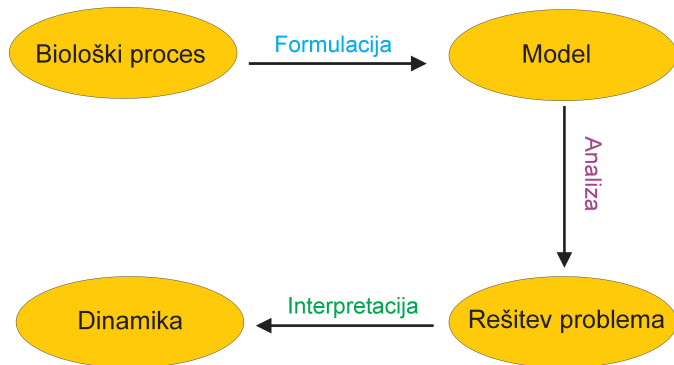 Biološki proces
Formulacija
Model
Analiza
Rešitev problema
Interpretacija
Dinamika